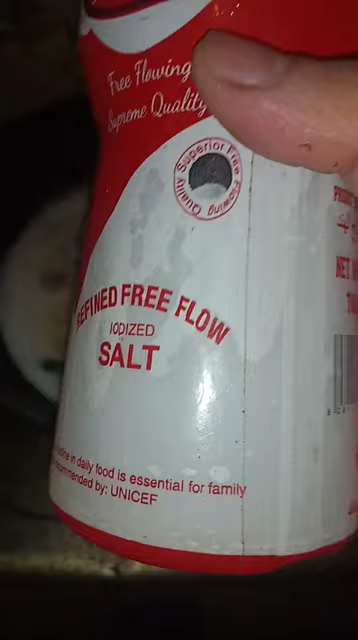 Free Flowing
Supreme Quality
Superior Free Flowing Quality
REFINED FREE FLOW
IODIZED
SALT
in daily food is essential for family
recommended by: UNICEF
NET